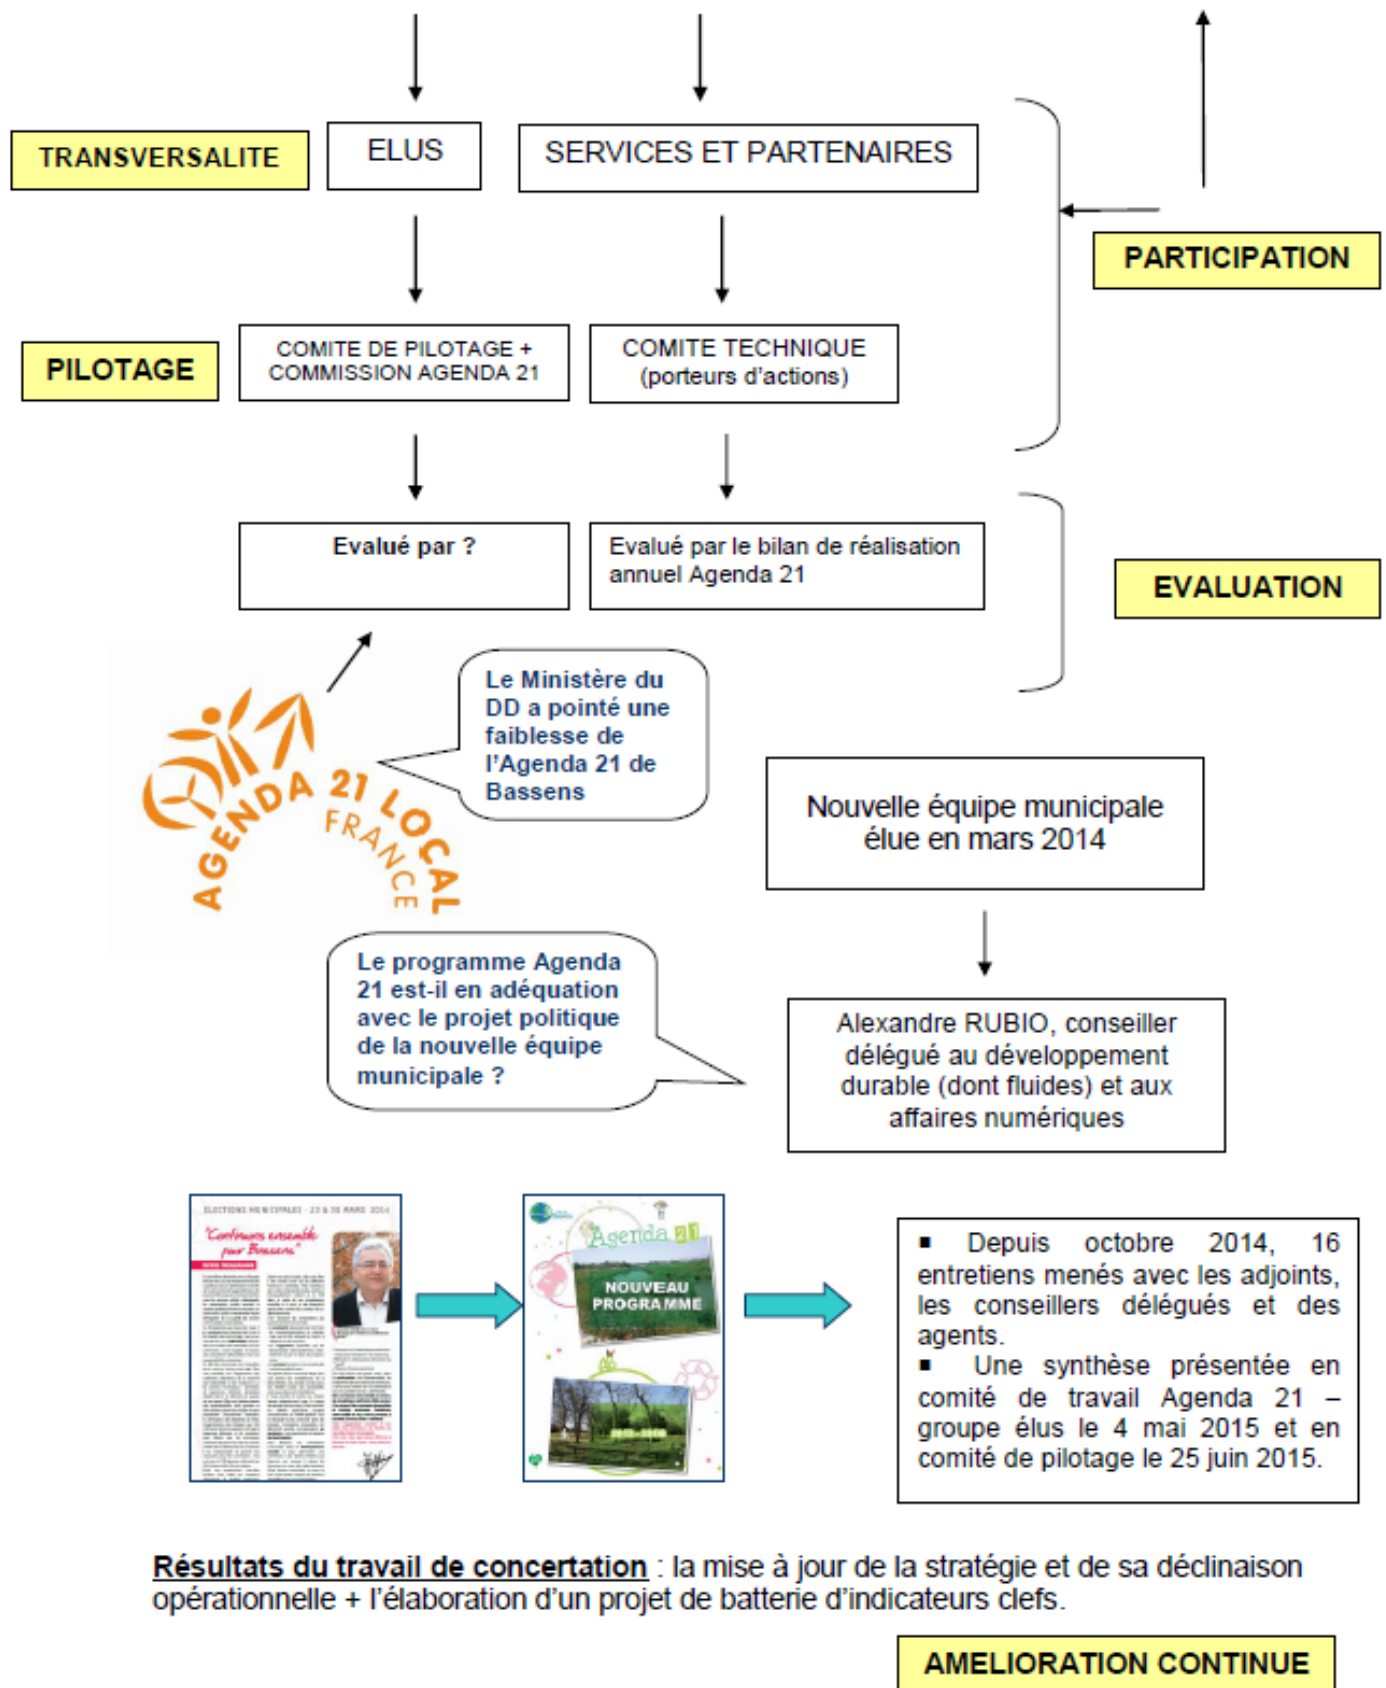 TRANSVERSALITE
ELUS
SERVICES ET PARTENAIRES
PARTICIPATION
PILOTAGE
COMITE DE PILOTAGE +
COMMISSION AGENDA 21
COMITE TECHNIQUE
(porteurs d'actions)
Evalué par ?
Evalué par le bilan de réalisation
annuel Agenda 21
EVALUATION
Le Ministère du
DD a pointé une
faiblesse de
l'Agenda 21 de
Bassens
AGENDA 21 LOCAL
FRANCE
Nouvelle équipe municipale
élue en mars 2014
Le programme Agenda
21 est-il en adéquation
avec le projet politique
de la nouvelle équipe
municipale ?
Alexandre RUBIO, conseiller
délégué au développement
durable (dont fluides) et aux
affaires numériques
ELECTIONS MUNICIPALES - 23 & 30 MARS 2014
"Continuons ensemble
pour Bassens"
Agenda 21
NOUVEAU
PROGRAMME
▪ Depuis octobre 2014, 16
entretiens menés avec les adjoints,
les conseillers délégués et des
agents.
▪ Une synthèse présentée en
comité de travail Agenda 21 –
groupe élus le 4 mai 2015 et en
comité de pilotage le 25 juin 2015.
Résultats du travail de concertation : la mise à jour de la stratégie et de sa déclinaison
opérationnelle + l'élaboration d'un projet de batterie d'indicateurs clefs.
AMELIORATION CONTINUE